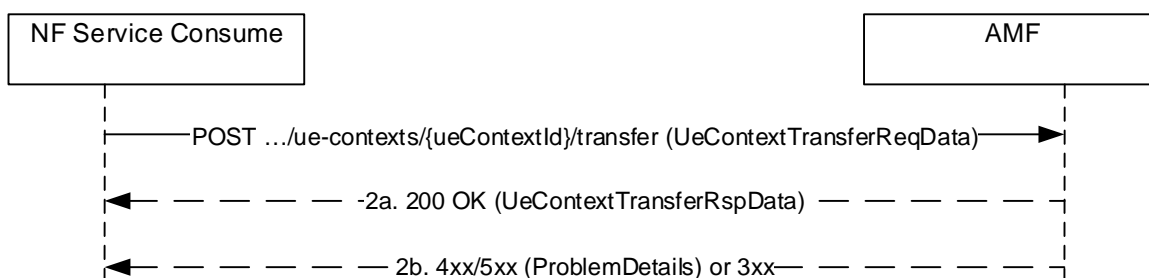 NF Service Consume
AMF
POST …/ue-contexts/{ueContextId}/transfer (UeContextTransferReqData)
2a. 200 OK (UeContextTransferRspData)
2b. 4xx/5xx (ProblemDetails) or 3xx